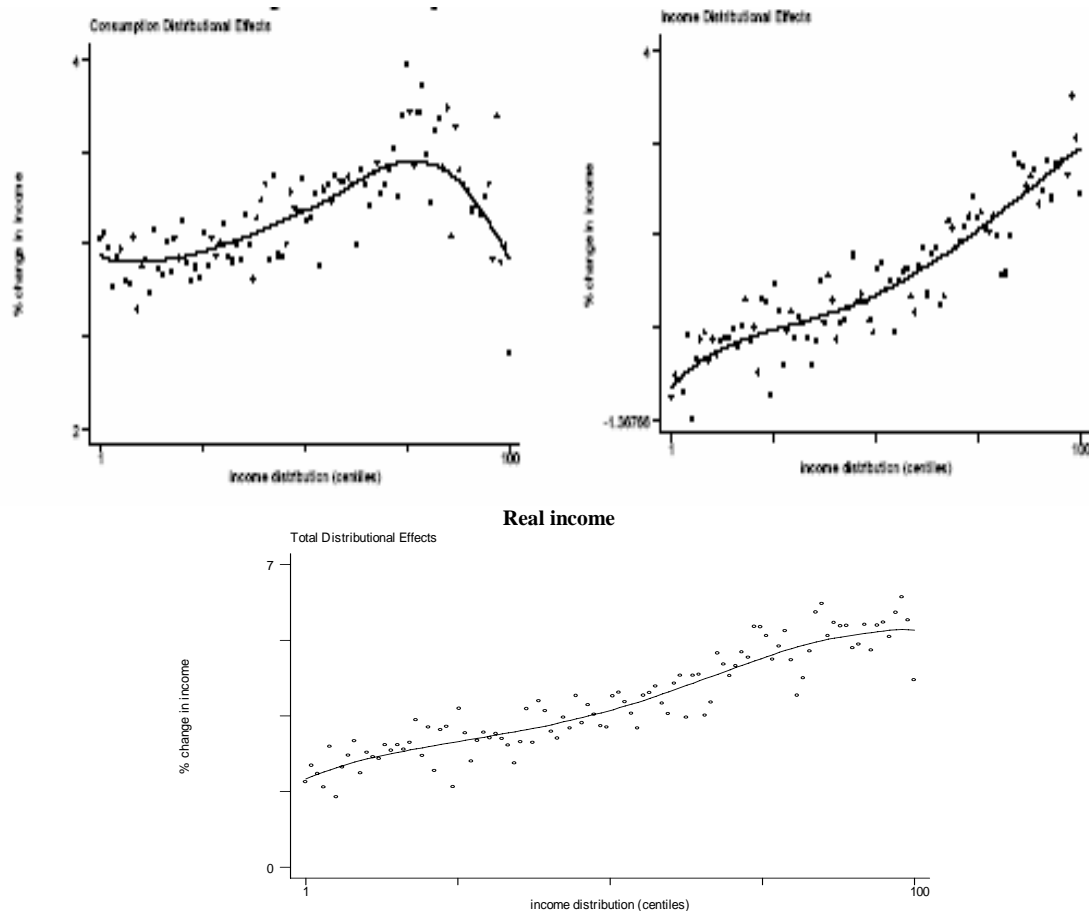 Consumption Distributional Effects
4
% change in income
2
1
100
income distribution (centiles)
Income Distributional Effects
4
% change in income
-1.36766
1
100
income distribution (centiles)
Real income
Total Distributional Effects
7
% change in income
0
1
100
income distribution (centiles)